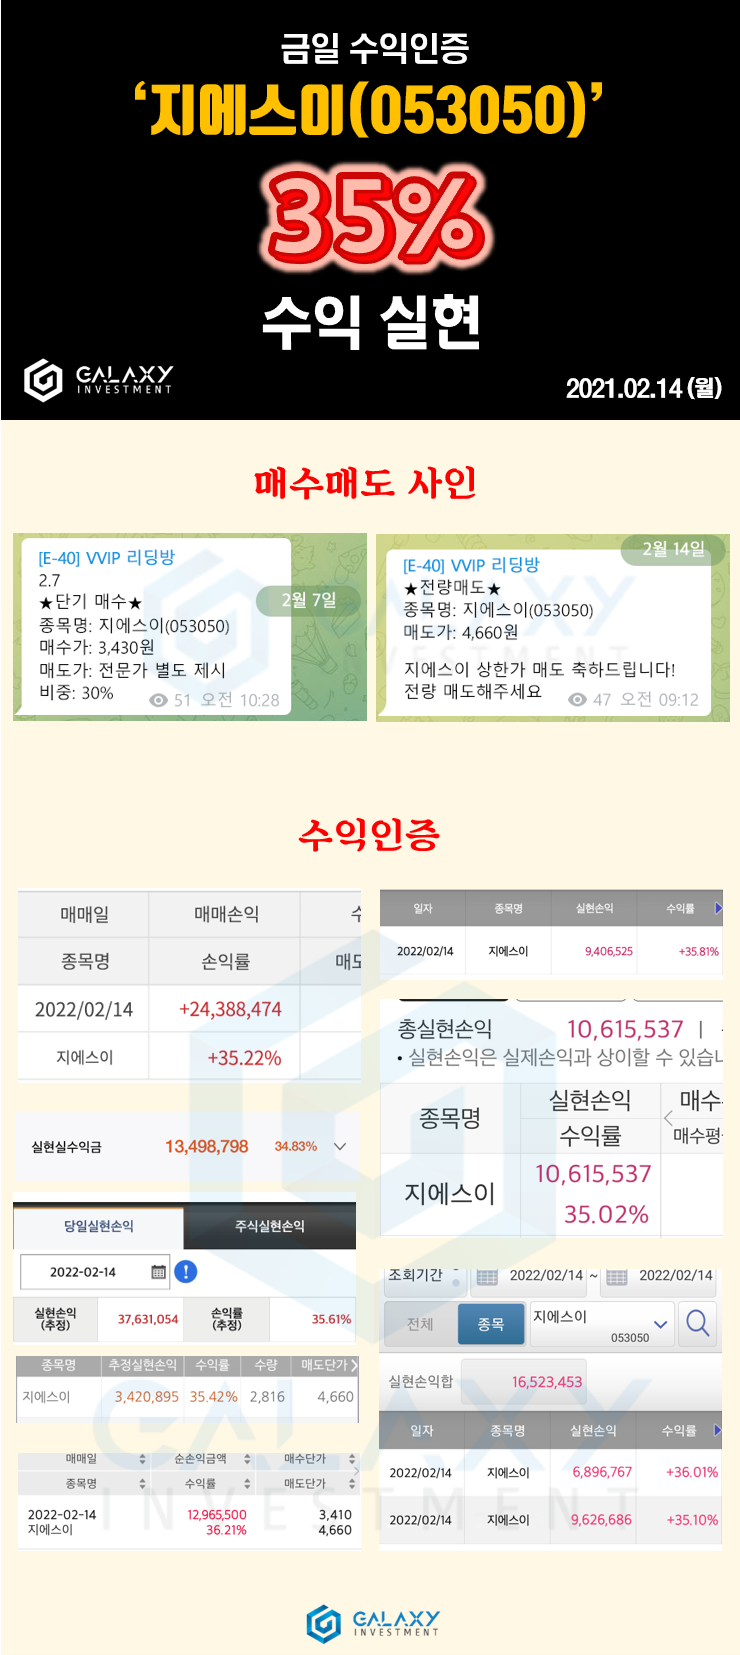 금일 수익인증
‘지에스이(053050)’
35%
수익 실현
GALAXY
INVESTMENT
2021.02.14 (월)
매수매도 사인
[E-40] VVIP 리딩방
2.7
★단기 매수★
종목명: 지에스이(053050)
매수가: 3,430원
매도가: 전문가 별도 제시
비중: 30%
51 오전 10:28
2월 7일
2월 14일
[E-40] VVIP 리딩방
★전량매도★
종목명: 지에스이(053050)
매도가: 4,660원
지에스이 상한가 매도 축하드립니다!
전량 매도해주세요
47 오전 09:12
수익인증
매매일 매매손익
종목명 손익률
2022/02/14 +24,388,474
지에스이 +35.22%
실현실수익금 13,498,798 34.83%
당일실현손익 주식실현손익
2022-02-14
실현손익 (추정) 37,631,054 손익률 (추정) 35.61%
종목명 추정실현손익 수익률 수량 매도단가
지에스이 3,420,895 35.42% 2,816 4,660
매매일 순손익금액 매수단가
종목명 수익률 매도단가
2022-02-14 12,965,500 3,410
지에스이 36.21% 4,660
일자 종목명 실현손익 수익률
2022/02/14 지에스이 9,406,525 +35.81%
총실현손익 10,615,537 |
• 실현손익은 실제손익과 상이할 수 있습니
종목명 실현손익 매수
수익률 매수평
지에스이 10,615,537
35.02%
조회기간 2022/02/14 ~ 2022/02/14
전체 종목 지에스이
053050
실현손익합 16,523,453
일자 종목명 실현손익 수익률
2022/02/14 지에스이 6,896,767 +36.01%
2022/02/14 지에스이 9,626,686 +35.10%
GALAXY
INVESTMENT
GALAXY
INVESTMENT